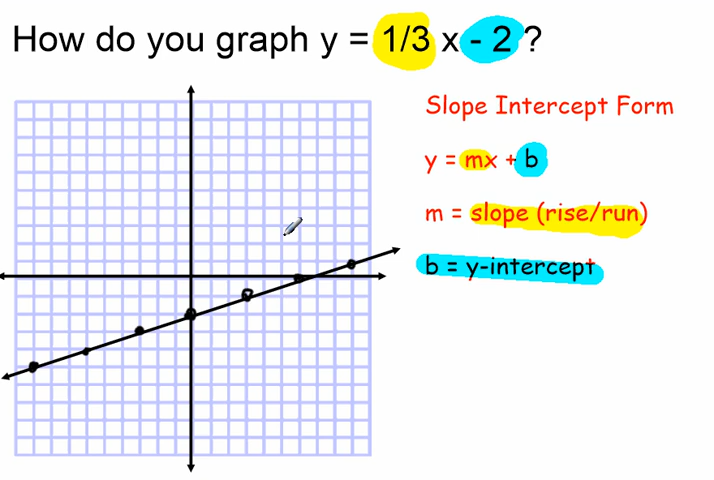 How do you graph y = 1/3 x - 2 ?
Slope Intercept Form
y = mx + b
m = slope (rise/run)
b = y-intercept